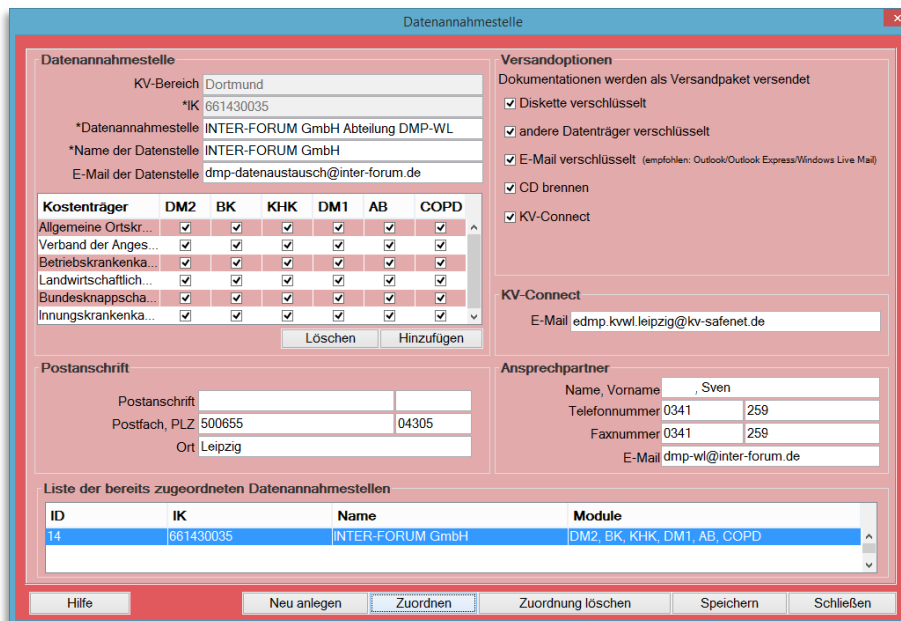 Datenannahmestelle
Datenannahmestelle
KV-Bereich Dortmund
*IK 661430035
*Datenannahmestelle INTER-FORUM GmbH Abteilung DMP-WL
*Name der Datenstelle INTER-FORUM GmbH
E-Mail der Datenstelle dmp-datenaustausch@inter-forum.de
Kostenträger DM2 BK KHK DM1 AB COPD
Allgemeine Ortskr...
Verband der Anges...
Betriebskrankenka...
Landwirtschaftlich...
Bundesknappscha...
Innungskrankenka...
Löschen Hinzufügen
Versandoptionen
Dokumentationen werden als Versandpaket versendet
Diskette verschlüsselt
andere Datenträger verschlüsselt
E-Mail verschlüsselt (empfohlen: Outlook/Outlook Express/Windows Live Mail)
CD brennen
KV-Connect
KV-Connect
E-Mail edmp.kvwl.leipzig@kv-safenet.de
Postanschrift
Postanschrift
Postfach, PLZ 500655 04305
Ort Leipzig
Ansprechpartner
Name, Vorname , Sven
Telefonnummer 0341 259
Faxnummer 0341 259
E-Mail dmp-wl@inter-forum.de
Liste der bereits zugeordneten Datenannahmestellen
ID IK Name Module
14 661430035 INTER-FORUM GmbH DM2, BK, KHK, DM1, AB, COPD
Hilfe Neu anlegen Zuordnen Zuordnung löschen Speichern Schließen